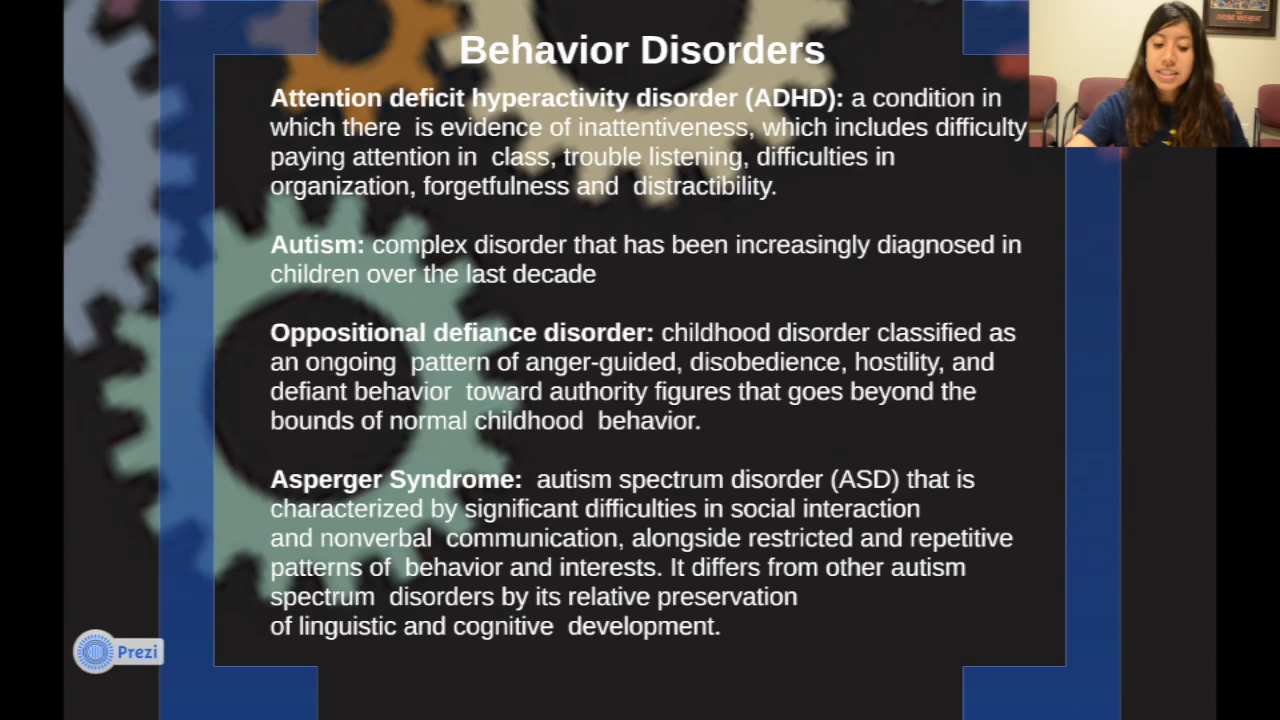 Behavior Disorders
Attention deficit hyperactivity disorder (ADHD): a condition in
which there is evidence of inattentiveness, which includes difficulty
paying attention in class, trouble listening, difficulties in
organization, forgetfulness and distractibility.
Autism: complex disorder that has been increasingly diagnosed in
children over the last decade
Oppositional defiance disorder: childhood disorder classified as
an ongoing pattern of anger-guided, disobedience, hostility, and
defiant behavior toward authority figures that goes beyond the
bounds of normal childhood behavior.
Asperger Syndrome: autism spectrum disorder (ASD) that is
characterized by significant difficulties in social interaction
and nonverbal communication, alongside restricted and repetitive
patterns of behavior and interests. It differs from other autism
spectrum disorders by its relative preservation
of linguistic and cognitive development.
Prezi